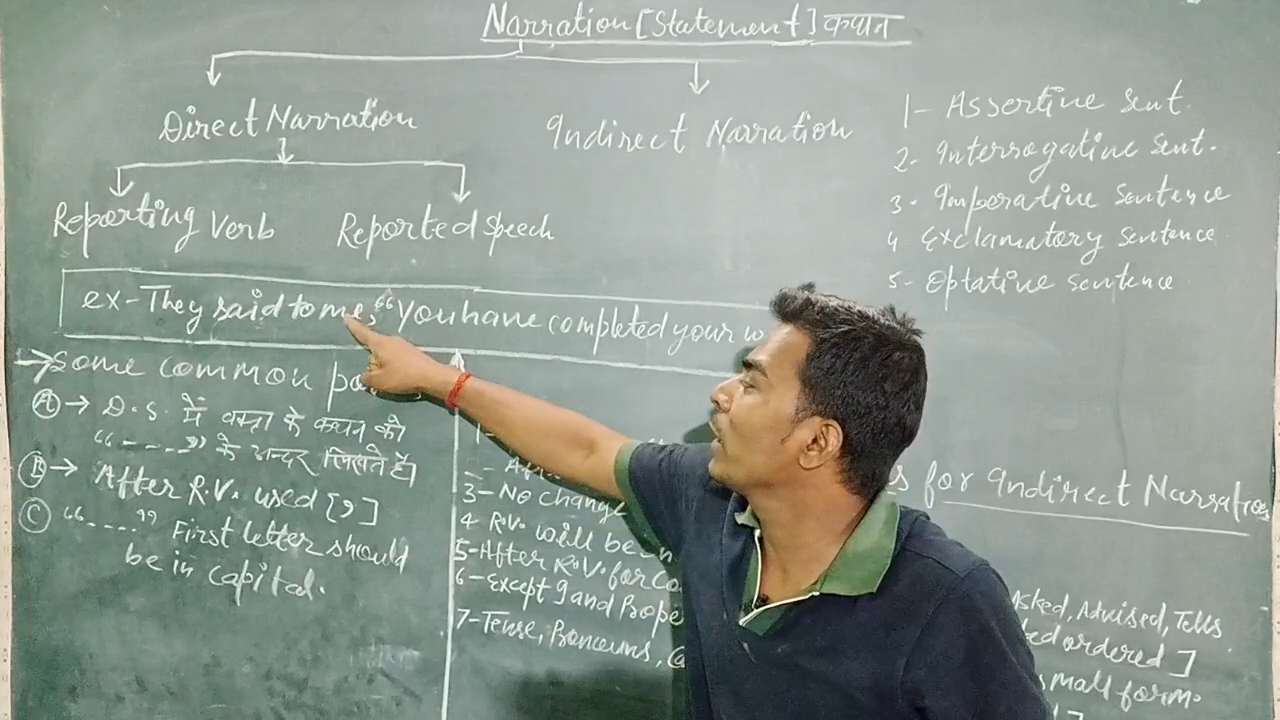 Narration [Statement] कथन
Direct Narration
Indirect Narration
Reporting Verb
Reported Speech
1- Assertive Sent.
2- Interrogative Sent.
3- Imperative Sentence
4 Exclamatory Sentence
5- Optative Sentence
ex- They said to me, “You have completed your
→ Some common
Ⓐ → D.S. में वक्ता के कथन को
“----” के अन्दर लिखते हैं।
Ⓑ → After R.V. used [,]
Ⓒ “----” First letter should
be in capital.
for Indirect Narration
1-
3- No change
4 R.V. will be
5- After R.V. for
6- Except I and
7- Tense, Pronouns,
Asked, Advised, Tells
ordered ]
small form.